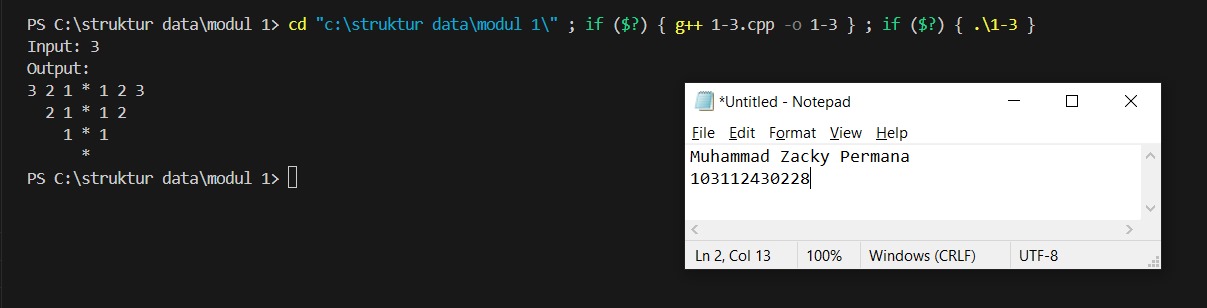 PS C:\struktur data\modul 1> cd "c:\struktur data\modul 1\" ; if ($?) { g++ 1-3.cpp -o 1-3 } ; if ($?) { .\1-3 }
Input: 3
Output:
3 2 1 * 1 2 3
  2 1 * 1 2
    1 * 1
      *
PS C:\struktur data\modul 1>
*Untitled - Notepad
File Edit Format View Help
Muhammad Zacky Permana
103112430228
Ln 2, Col 13 100% Windows (CRLF) UTF-8